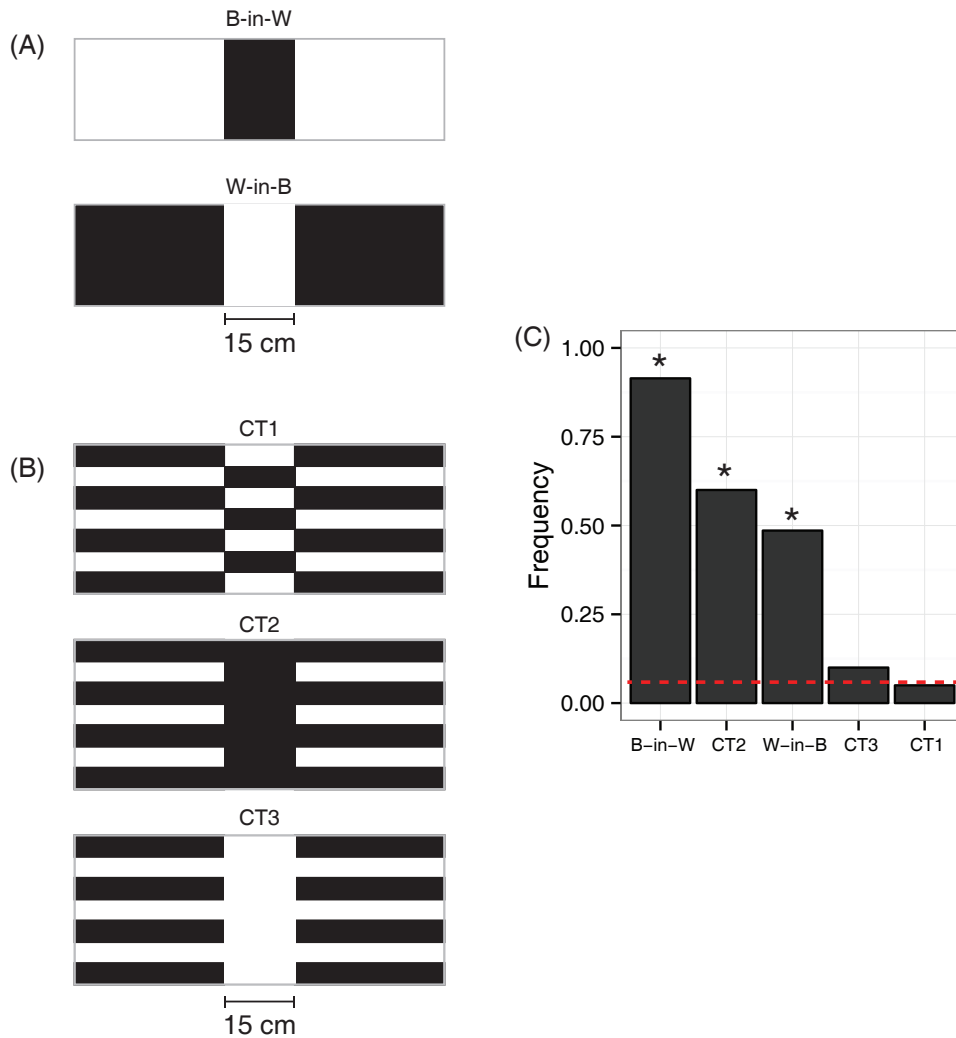 (A)
B-in-W
W-in-B
15 cm
(B)
CT1
CT2
CT3
15 cm
(C)
Frequency
1.00
*
0.75
*
*
0.50
0.25
0.00
B−in−W CT2 W−in−B CT3 CT1